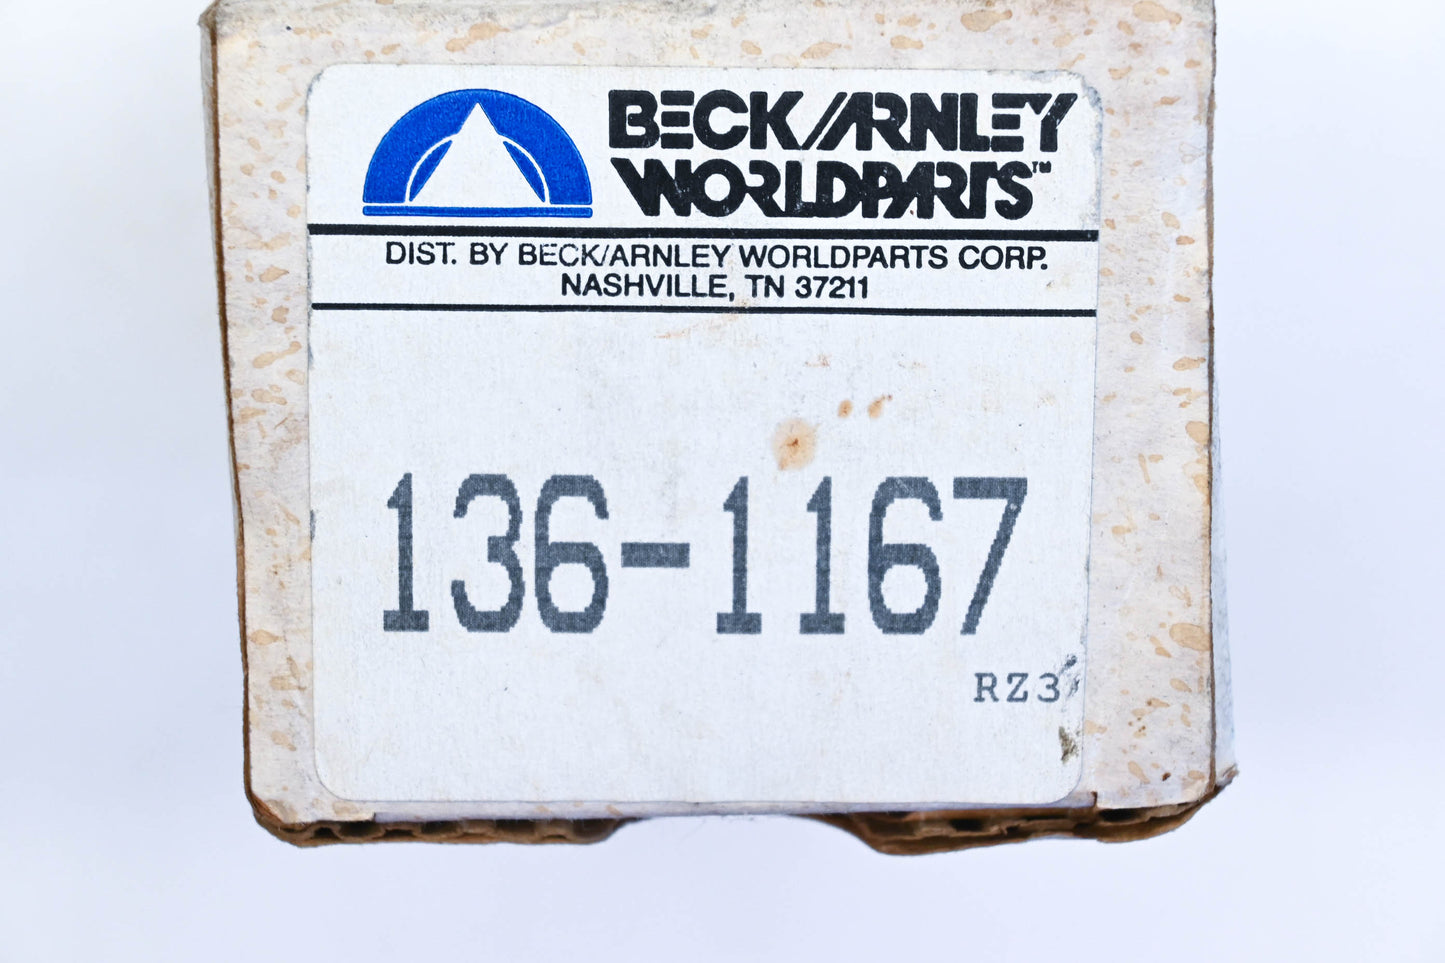 BECK/ARNLEY
WORLDPARTS™
DIST. BY BECK/ARNLEY WORLDPARTS CORP.
NASHVILLE, TN 37211
136-1167
RZ3